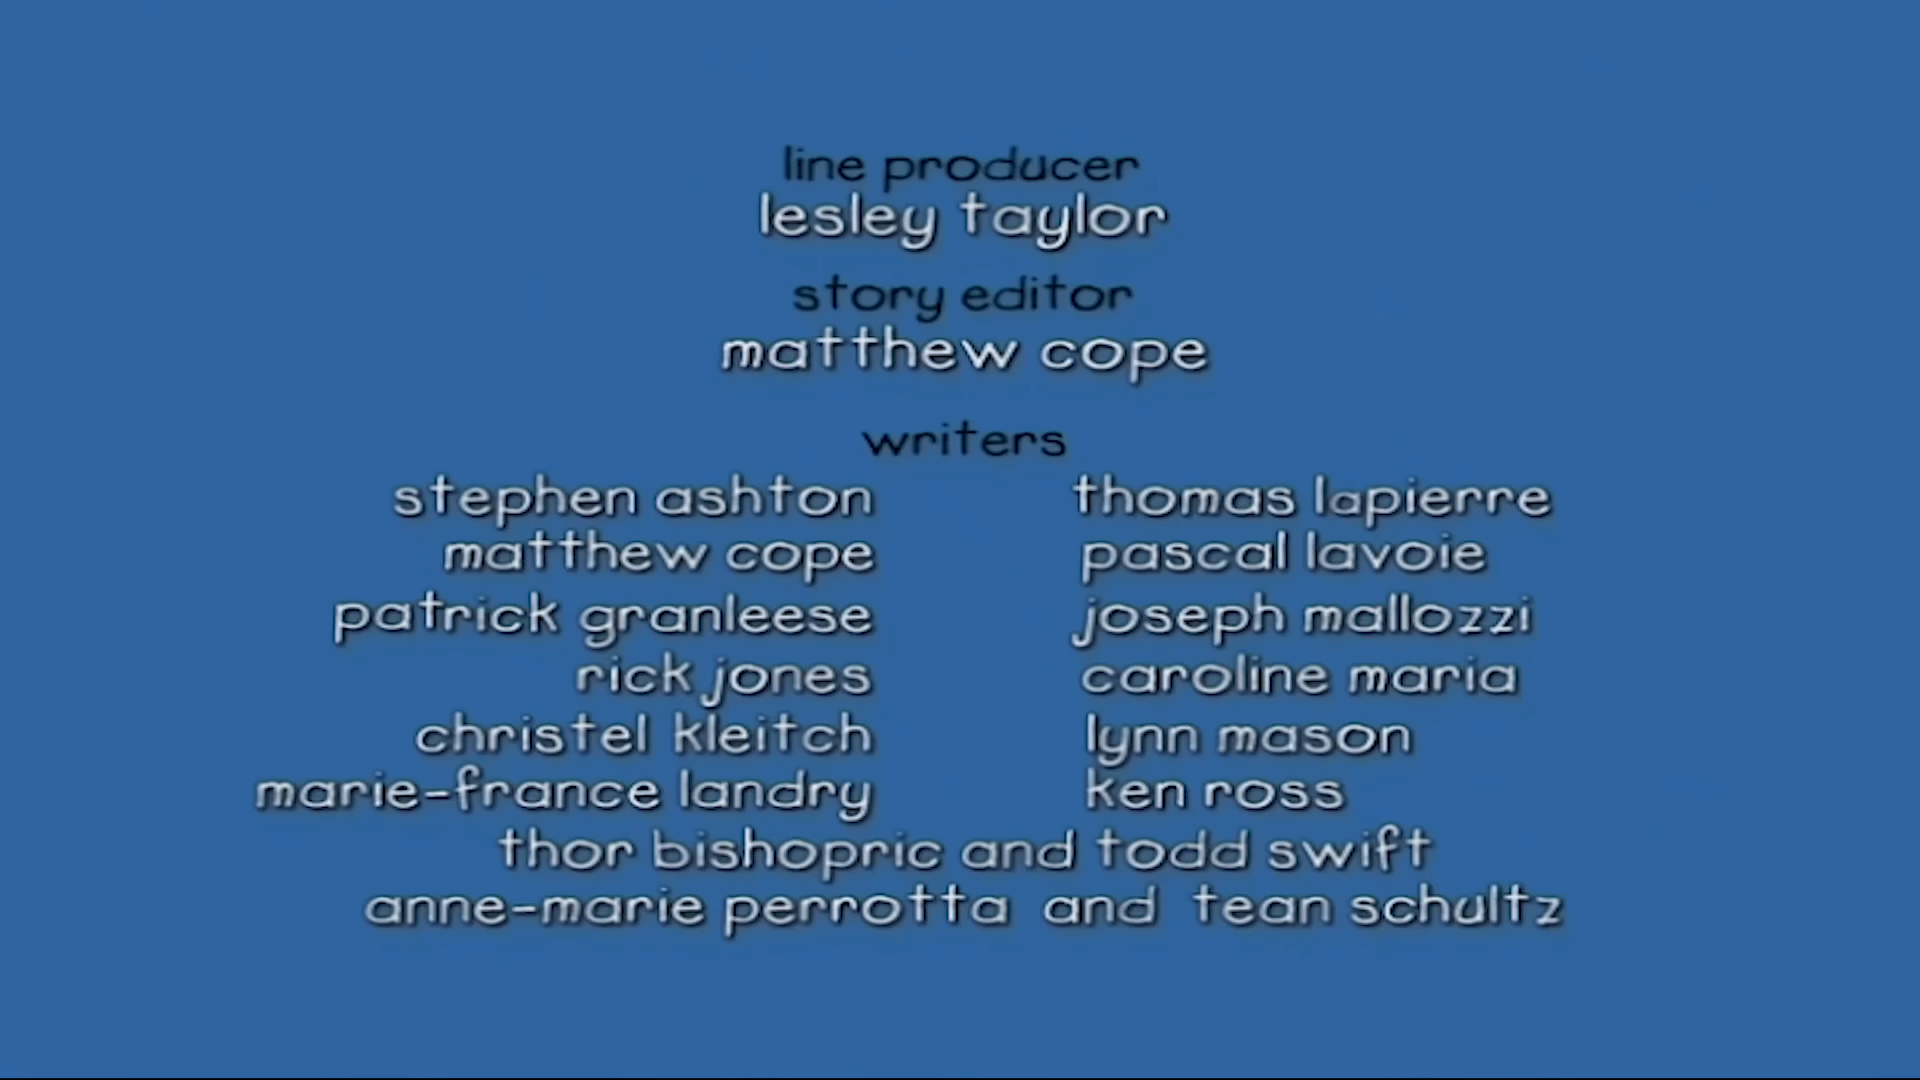 line producer
lesley taylor
story editor
matthew cope
writers
stephen ashton
matthew cope
patrick granleese
rick jones
christel kleitch
marie-france landry
thomas lapierre
pascal lavoie
joseph mallozzi
caroline maria
lynn mason
ken ross
thor bishopric and todd swift
anne-marie perrotta and tean schultz